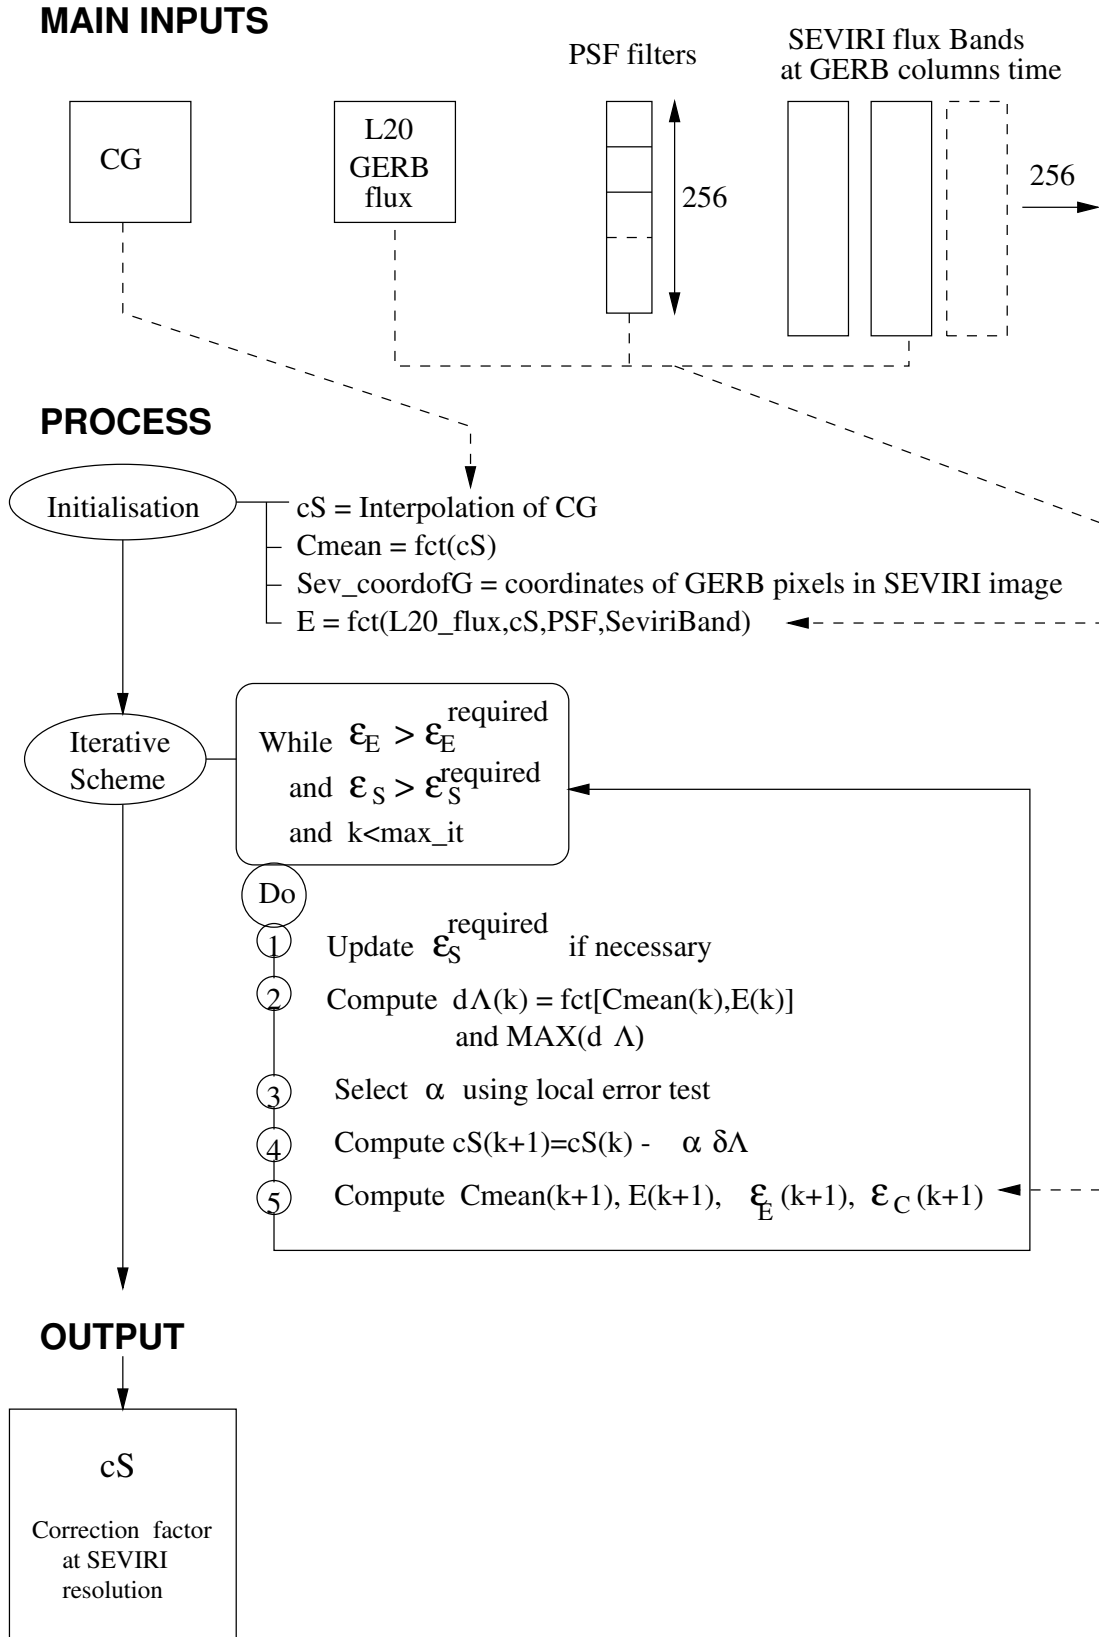 MAIN INPUTS
PSF filters
SEVIRI flux Bands
at GERB columns time
CG
L20
GERB
flux
256
256
PROCESS
Initialisation
cS = Interpolation of CG
Cmean = fct(cS)
Sev_coordofG = coordinates of GERB pixels in SEVIRI image
E = fct(L20_flux,cS,PSF,SeviriBand)
Iterative
Scheme
While ε_E > ε_E^required
and ε_S > ε_S^required
and k<max_it
Do
1 Update ε_S^required if necessary
2 Compute dΛ(k) = fct[Cmean(k),E(k)]
and MAX(d Λ)
3 Select α using local error test
4 Compute cS(k+1)=cS(k) - α δΛ
5 Compute Cmean(k+1), E(k+1), ε_E (k+1), ε_C (k+1)
OUTPUT
cS
Correction factor
at SEVIRI
resolution